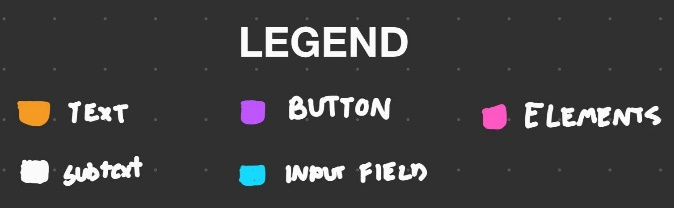 LEGEND
TExT
BUTTON
ELEMENTS
subtext
INPUT FIELD